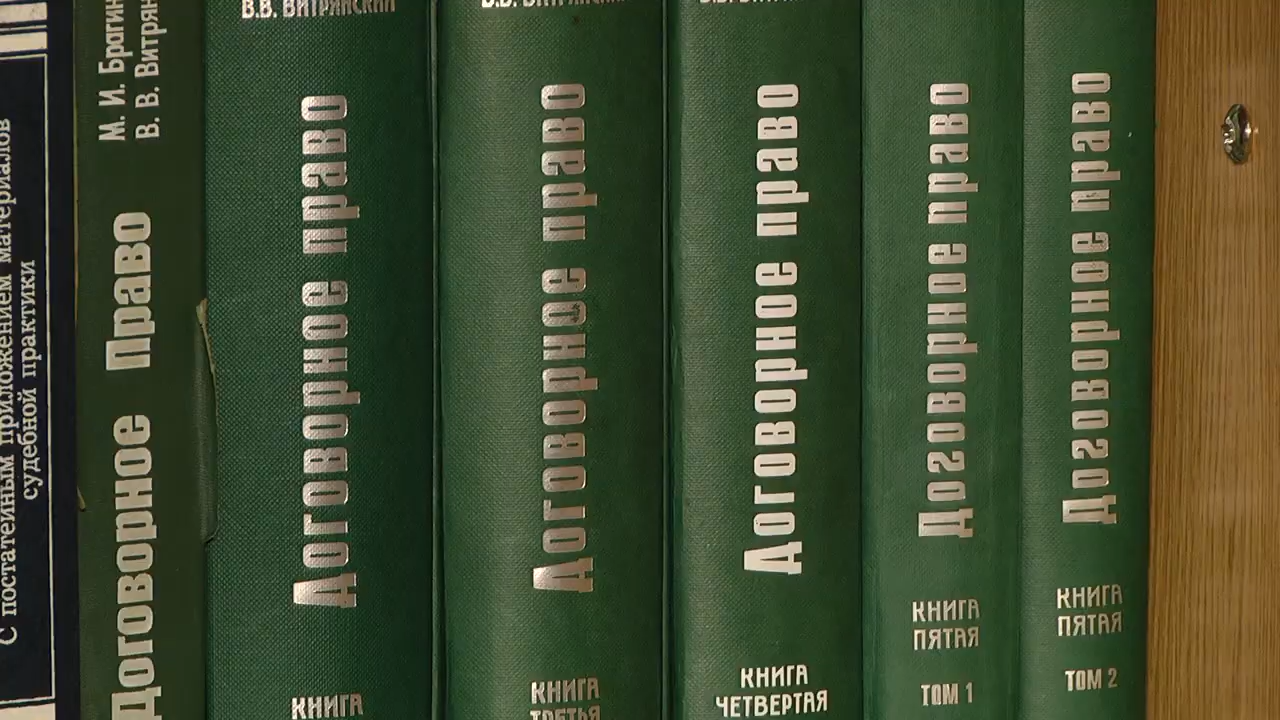 С постатейным приложением материалов
судебной практики
М. И. Брагин
В. В. Витрян
Договорное Право
В.В. ВИТРЯНСКИЙ
Договорное право
КНИГА
Договорное право
КНИГА
ТРЕТЬЯ
Договорное право
КНИГА
ЧЕТВЕРТАЯ
Договорное право
КНИГА
ПЯТАЯ
ТОМ 1
Договорное право
КНИГА
ПЯТАЯ
ТОМ 2